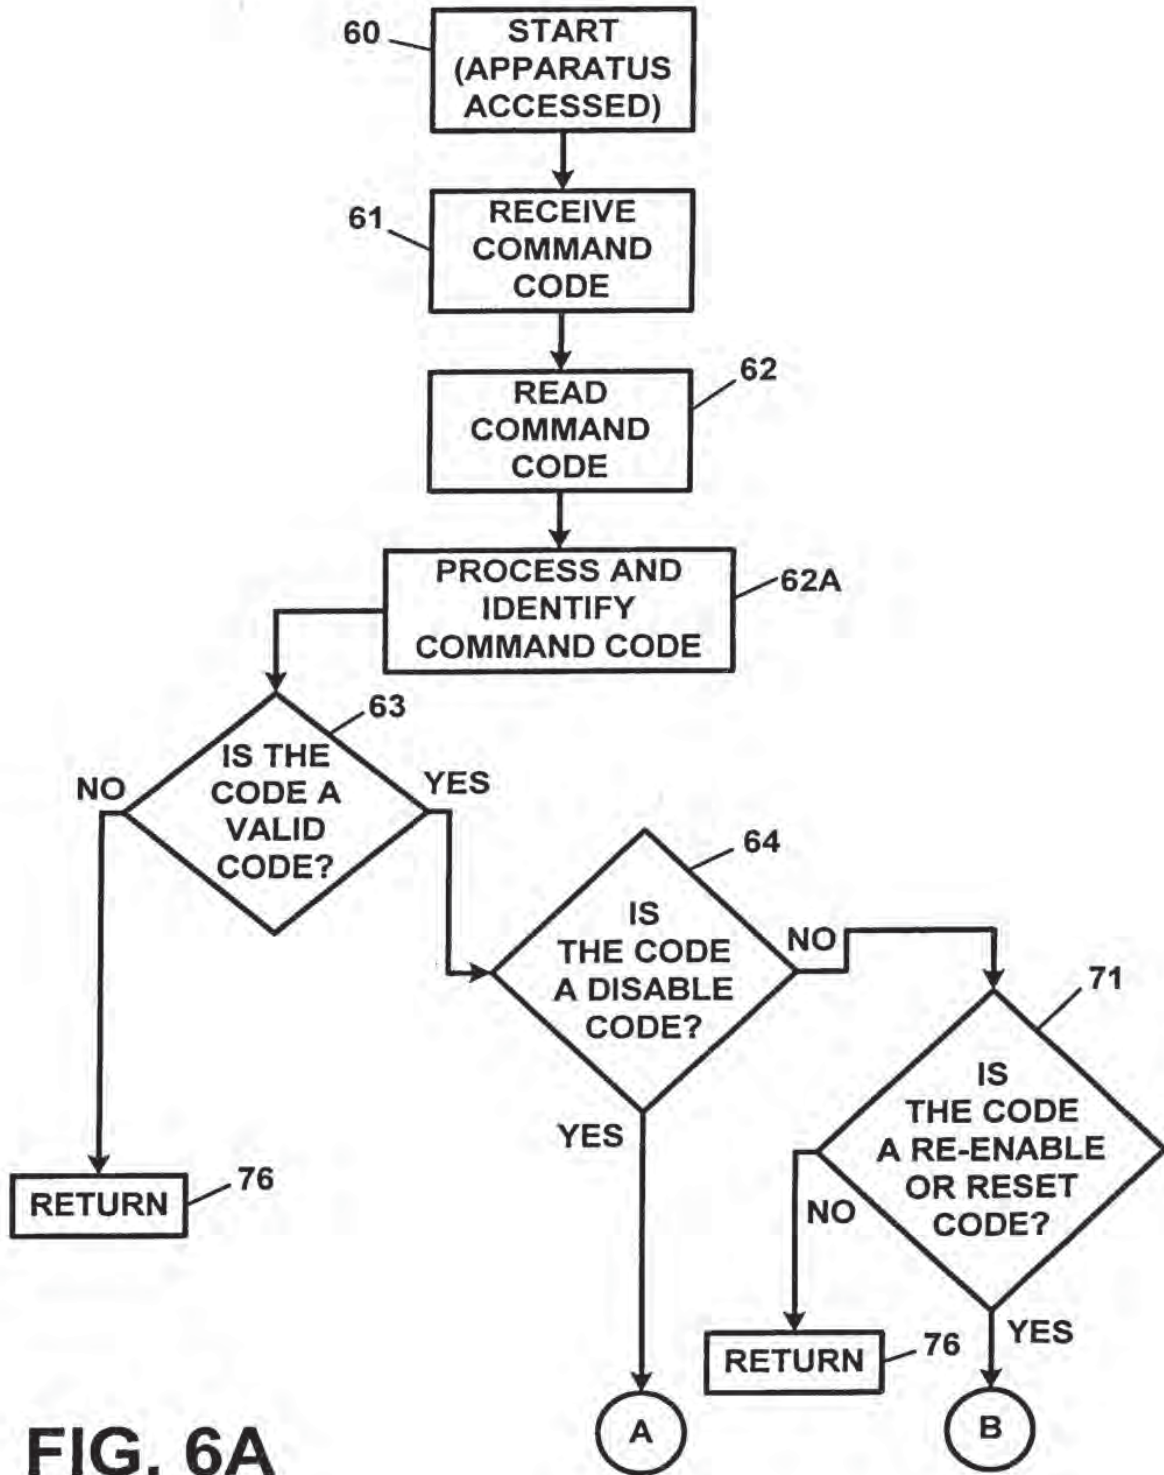 60
START
(APPARATUS
ACCESSED)
61
RECEIVE
COMMAND
CODE
62
READ
COMMAND
CODE
62A
PROCESS AND
IDENTIFY
COMMAND CODE
63
IS THE
CODE A
VALID
CODE?
NO
YES
64
IS
THE CODE
A DISABLE
CODE?
NO
YES
71
IS
THE CODE
A RE-ENABLE
OR RESET
CODE?
NO
YES
RETURN
76
RETURN
76
A
B
FIG. 6A